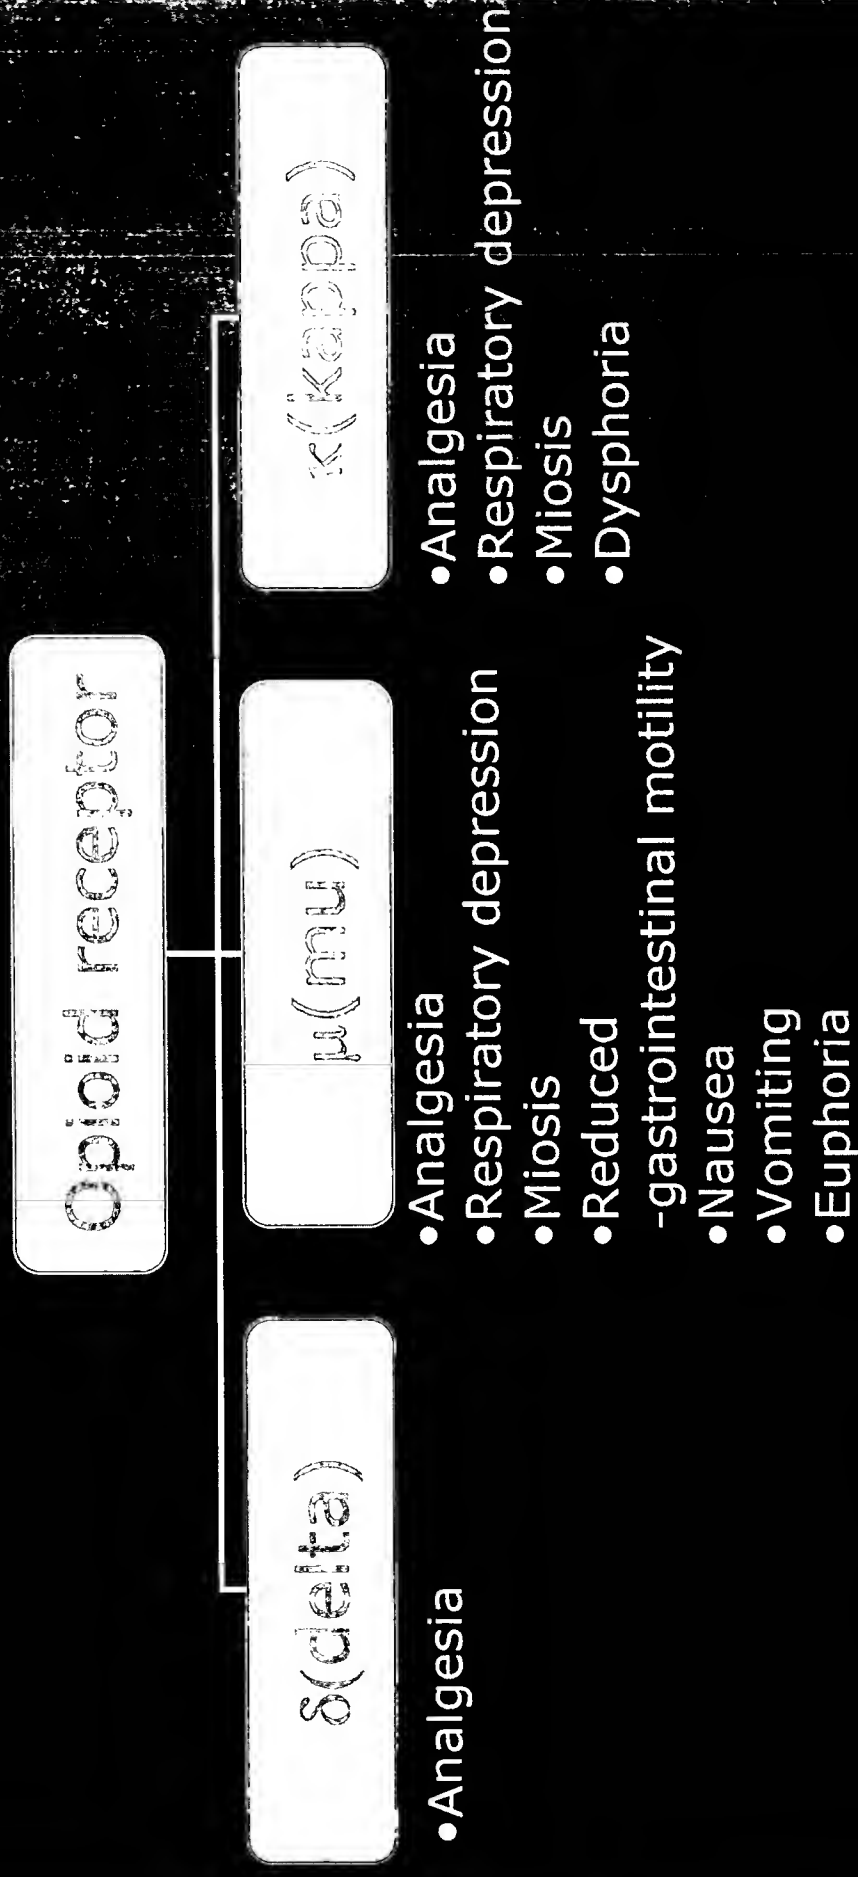 Opioid receptor
δ(delta)
•Analgesia
μ(mu)
•Analgesia
•Respiratory depression
•Miosis
•Reduced
-gastrointestinal motility
•Nausea
•Vomiting
•Euphoria
κ(kappa)
•Analgesia
•Respiratory depression
•Miosis
•Dysphoria